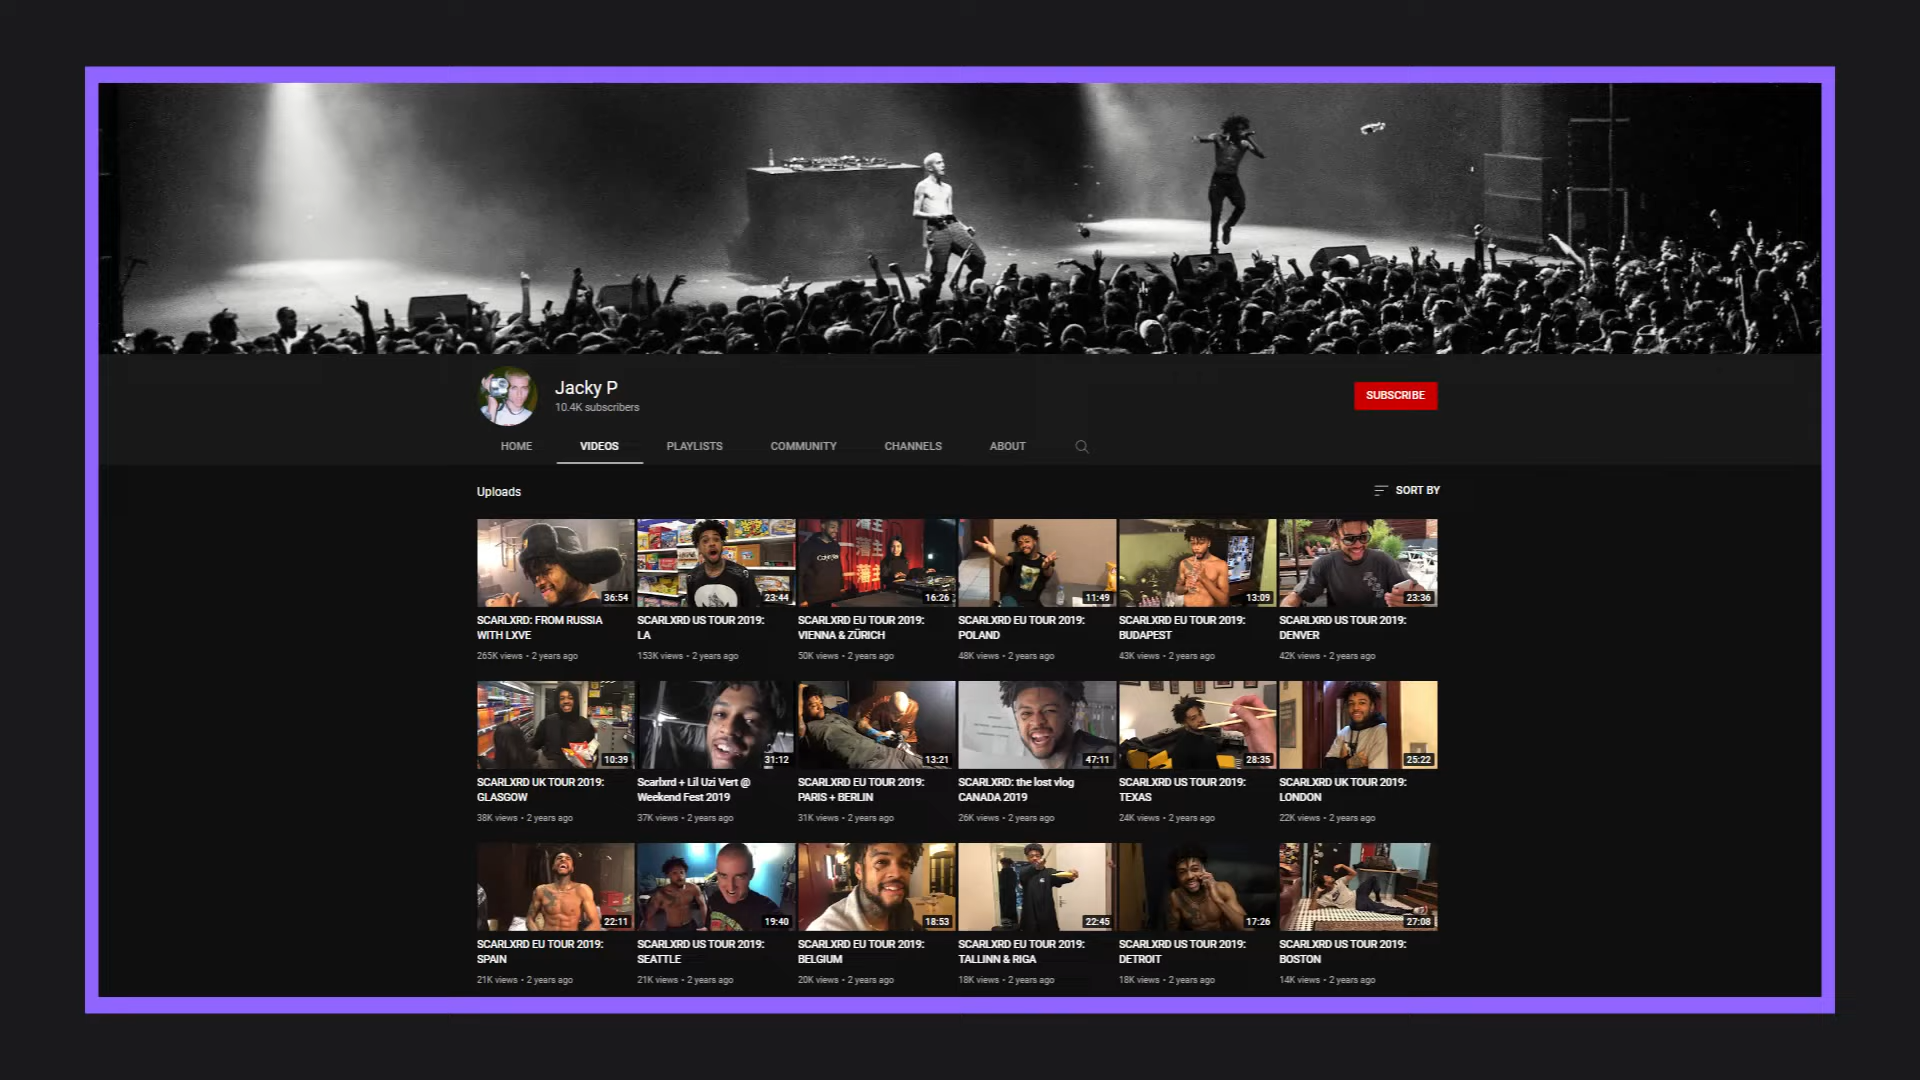 Jacky P
10.4K subscribers
SUBSCRIBE
HOME
VIDEOS
PLAYLISTS
COMMUNITY
CHANNELS
ABOUT
Uploads
SORT BY
36:54
23:44
16:26
11:49
13:09
23:36
SCARLXRD: FROM RUSSIA
WITH LXVE
265K views • 2 years ago
SCARLXRD US TOUR 2019:
LA
153K views • 2 years ago
SCARLXRD EU TOUR 2019:
VIENNA & ZÜRICH
50K views • 2 years ago
SCARLXRD EU TOUR 2019:
POLAND
48K views • 2 years ago
SCARLXRD EU TOUR 2019:
BUDAPEST
43K views • 2 years ago
SCARLXRD US TOUR 2019:
DENVER
42K views • 2 years ago
10:39
31:12
13:21
47:11
28:35
25:22
SCARLXRD UK TOUR 2019:
GLASGOW
38K views • 2 years ago
Scarlxrd + Lil Uzi Vert @
Weekend Fest 2019
37K views • 2 years ago
SCARLXRD EU TOUR 2019:
PARIS + BERLIN
31K views • 2 years ago
SCARLXRD: the lost vlog
CANADA 2019
26K views • 2 years ago
SCARLXRD US TOUR 2019:
TEXAS
24K views • 2 years ago
SCARLXRD UK TOUR 2019:
LONDON
22K views • 2 years ago
22:11
19:40
18:53
22:45
17:26
27:08
SCARLXRD EU TOUR 2019:
SPAIN
21K views • 2 years ago
SCARLXRD US TOUR 2019:
SEATTLE
21K views • 2 years ago
SCARLXRD EU TOUR 2019:
BELGIUM
20K views • 2 years ago
SCARLXRD EU TOUR 2019:
TALLINN & RIGA
18K views • 2 years ago
SCARLXRD US TOUR 2019:
DETROIT
18K views • 2 years ago
SCARLXRD US TOUR 2019:
BOSTON
14K views • 2 years ago